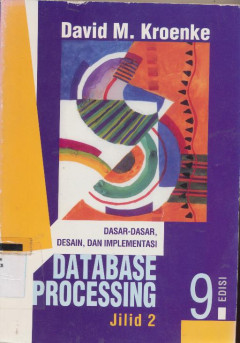 David M. Kroenke
DASAR-DASAR,
DESAIN, DAN IMPLEMENTASI
DATABASE
PROCESSING
Jilid 2
9
EDISI